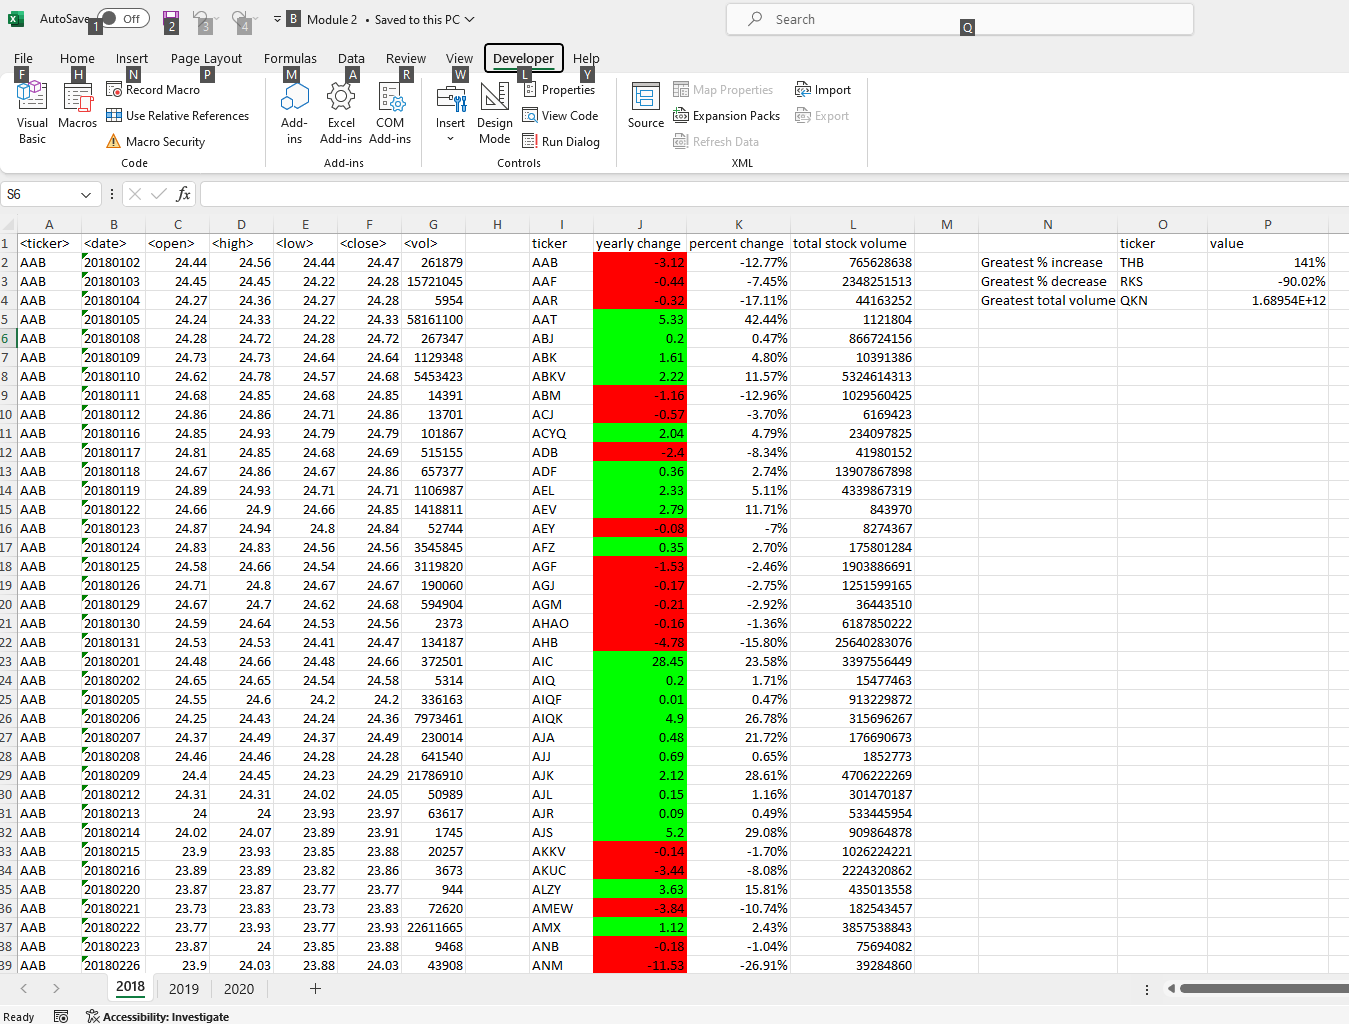 AutoSave Off Module 2 • Saved to this PC Search
1 2 3 4 B Q
File Home Insert Page Layout Formulas Data Review View Developer Help
F H N P M A R W L Y
Record Macro Properties Map Properties Import
Use Relative References View Code Expansion Packs Export
Visual Basic Macros Add-ins Excel Add-ins COM Add-ins Insert Design Mode Source
Macro Security Run Dialog Refresh Data
Code Add-ins Controls XML
S6 fx
A B C D E F G H I J K L M N O P
1 <ticker> <date> <open> <high> <low> <close> <vol> ticker yearly change percent change total stock volume ticker value
2 AAB 20180102 24.44 24.56 24.44 24.47 261879 AAB -3.12 -12.77% 765628638 Greatest % increase THB 141%
3 AAB 20180103 24.45 24.45 24.22 24.28 15721045 AAF -0.44 -7.45% 2348251513 Greatest % decrease RKS -90.02%
4 AAB 20180104 24.27 24.36 24.27 24.28 5954 AAR -0.32 -17.11% 44163252 Greatest total volume QKN 1.68954E+12
5 AAB 20180105 24.24 24.33 24.22 24.33 58161100 AAT 5.33 42.44% 1121804
6 AAB 20180108 24.28 24.72 24.28 24.72 267347 ABJ 0.2 0.47% 866724156
7 AAB 20180109 24.73 24.73 24.64 24.64 1129348 ABK 1.61 4.80% 10391386
8 AAB 20180110 24.62 24.78 24.57 24.68 5453423 ABKV 2.22 11.57% 5324614313
9 AAB 20180111 24.68 24.85 24.68 24.85 14391 ABM -1.16 -12.96% 1029560425
10 AAB 20180112 24.86 24.86 24.71 24.86 13701 ACJ -0.57 -3.70% 6169423
11 AAB 20180116 24.85 24.93 24.79 24.79 101867 ACYQ 2.04 4.79% 234097825
12 AAB 20180117 24.81 24.85 24.68 24.69 515155 ADB -2.4 -8.34% 41980152
13 AAB 20180118 24.67 24.86 24.67 24.86 657377 ADF 0.36 2.74% 13907867898
14 AAB 20180119 24.89 24.93 24.71 24.71 1106987 AEL 2.33 5.11% 4339867319
15 AAB 20180122 24.66 24.9 24.66 24.85 1418811 AEV 2.79 11.71% 843970
16 AAB 20180123 24.87 24.94 24.8 24.84 52744 AEY -0.08 -7% 8274367
17 AAB 20180124 24.83 24.83 24.56 24.56 3545845 AFZ 0.35 2.70% 175801284
18 AAB 20180125 24.58 24.66 24.54 24.66 3119820 AGF -1.53 -2.46% 1903886691
19 AAB 20180126 24.71 24.8 24.67 24.67 190060 AGJ -0.17 -2.75% 1251599165
20 AAB 20180129 24.67 24.7 24.62 24.68 594904 AGM -0.21 -2.92% 36443510
21 AAB 20180130 24.59 24.64 24.53 24.56 2373 AHAO -0.16 -1.36% 6187850222
22 AAB 20180131 24.53 24.53 24.41 24.47 134187 AHB -4.78 -15.80% 25640283076
23 AAB 20180201 24.48 24.66 24.48 24.66 372501 AIC 28.45 23.58% 3397556449
24 AAB 20180202 24.65 24.65 24.54 24.58 5314 AIQ 0.2 1.71% 15477463
25 AAB 20180205 24.55 24.6 24.2 24.2 336163 AIQF 0.01 0.47% 913229872
26 AAB 20180206 24.25 24.43 24.24 24.36 7973461 AIQK 4.9 26.78% 315696267
27 AAB 20180207 24.37 24.49 24.37 24.49 230014 AJA 0.48 21.72% 176690673
28 AAB 20180208 24.46 24.46 24.28 24.28 641540 AJJ 0.69 0.65% 1852773
29 AAB 20180209 24.4 24.45 24.23 24.29 21786910 AJK 2.12 28.61% 4706222269
30 AAB 20180212 24.31 24.31 24.02 24.05 50989 AJL 0.15 1.16% 301470187
31 AAB 20180213 24 24 23.93 23.97 63617 AJR 0.09 0.49% 533445954
32 AAB 20180214 24.02 24.07 23.89 23.91 1745 AJS 5.2 29.08% 909864878
33 AAB 20180215 23.9 23.93 23.85 23.88 20257 AKKV -0.14 -1.70% 1026224221
34 AAB 20180216 23.89 23.89 23.82 23.86 3673 AKUC -3.44 -8.08% 2224320862
35 AAB 20180220 23.87 23.87 23.77 23.77 944 ALZY 3.63 15.81% 435013558
36 AAB 20180221 23.73 23.83 23.73 23.83 72620 AMEW -3.84 -10.74% 182543457
37 AAB 20180222 23.77 23.93 23.77 23.93 22611665 AMX 1.12 2.43% 3857538843
38 AAB 20180223 23.87 24 23.85 23.88 9468 ANB -0.18 -1.04% 75694082
39 AAB 20180226 23.9 24.03 23.88 24.03 43908 ANM -11.53 -26.91% 39284860
2018 2019 2020 +
Ready Accessibility: Investigate